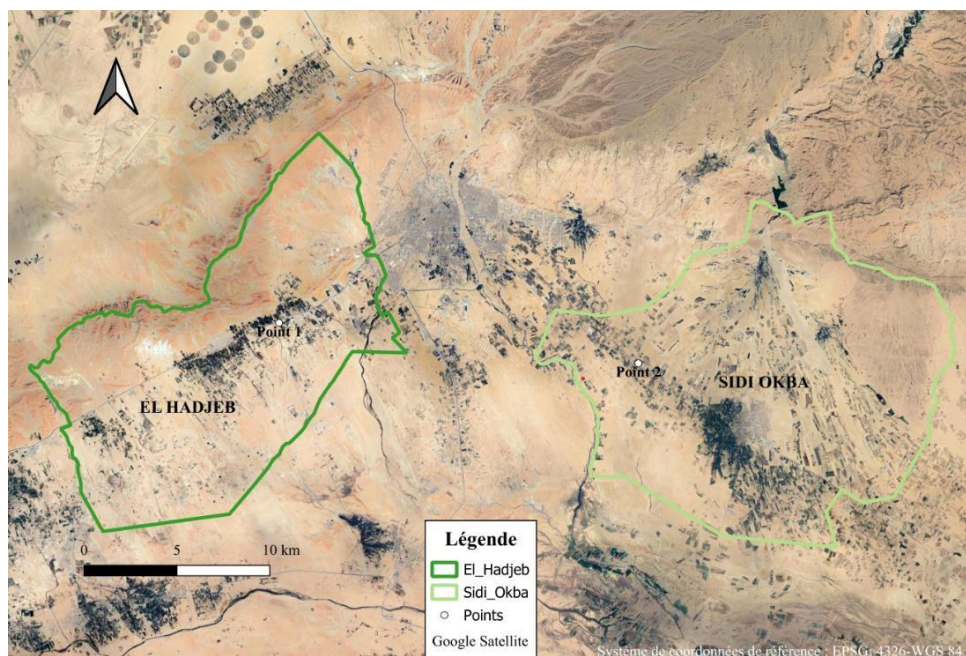 Point 1
Point 2
SIDI OKBA
EL HADJEB
0 5 10 km
Légende
El_Hadjeb
Sidi_Okba
Points
Google Satellite
Système de coordonnées de référence : EPSG: 4326-WGS 84